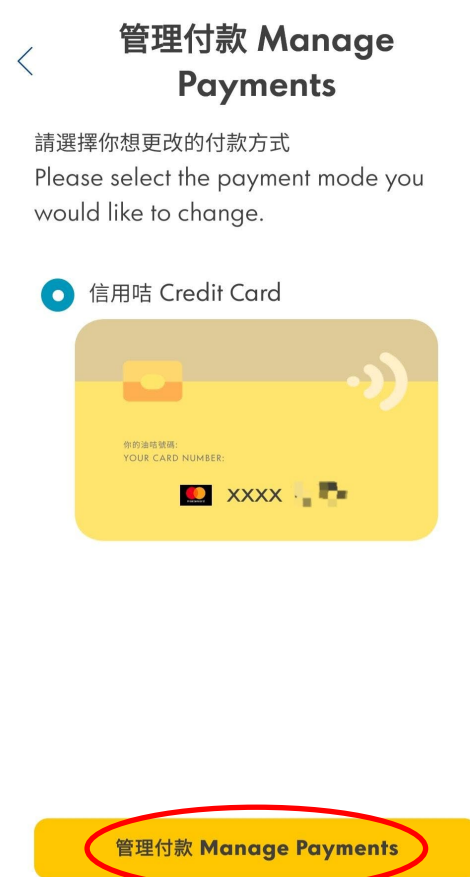 管理付款 Manage
Payments
請選擇你想更改的付款方式
Please select the payment mode you
would like to change.
信用咭 Credit Card
你的油咭號碼:
YOUR CARD NUMBER:
XXXX
管理付款 Manage Payments